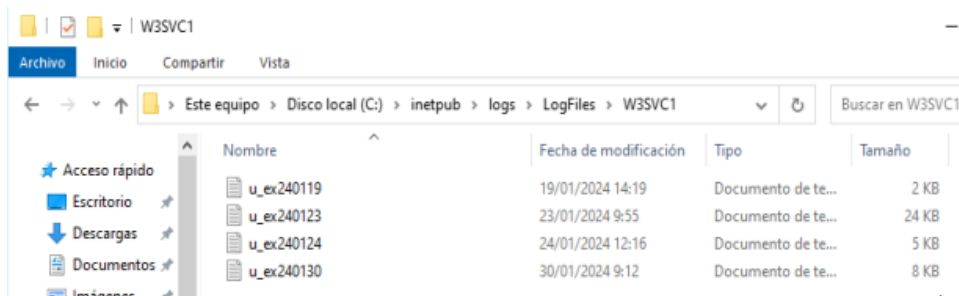 W3SVC1
Archivo Inicio Compartir Vista
Este equipo > Disco local (C:) > inetpub > logs > LogFiles > W3SVC1 Buscar en W3SVC1
Nombre Fecha de modificación Tipo Tamaño
Acceso rápido
u_ex240119 19/01/2024 14:19 Documento de te... 2 KB
Escritorio
u_ex240123 23/01/2024 9:55 Documento de te... 24 KB
Descargas
u_ex240124 24/01/2024 12:16 Documento de te... 5 KB
Documentos
u_ex240130 30/01/2024 9:12 Documento de te... 8 KB
Imágenes